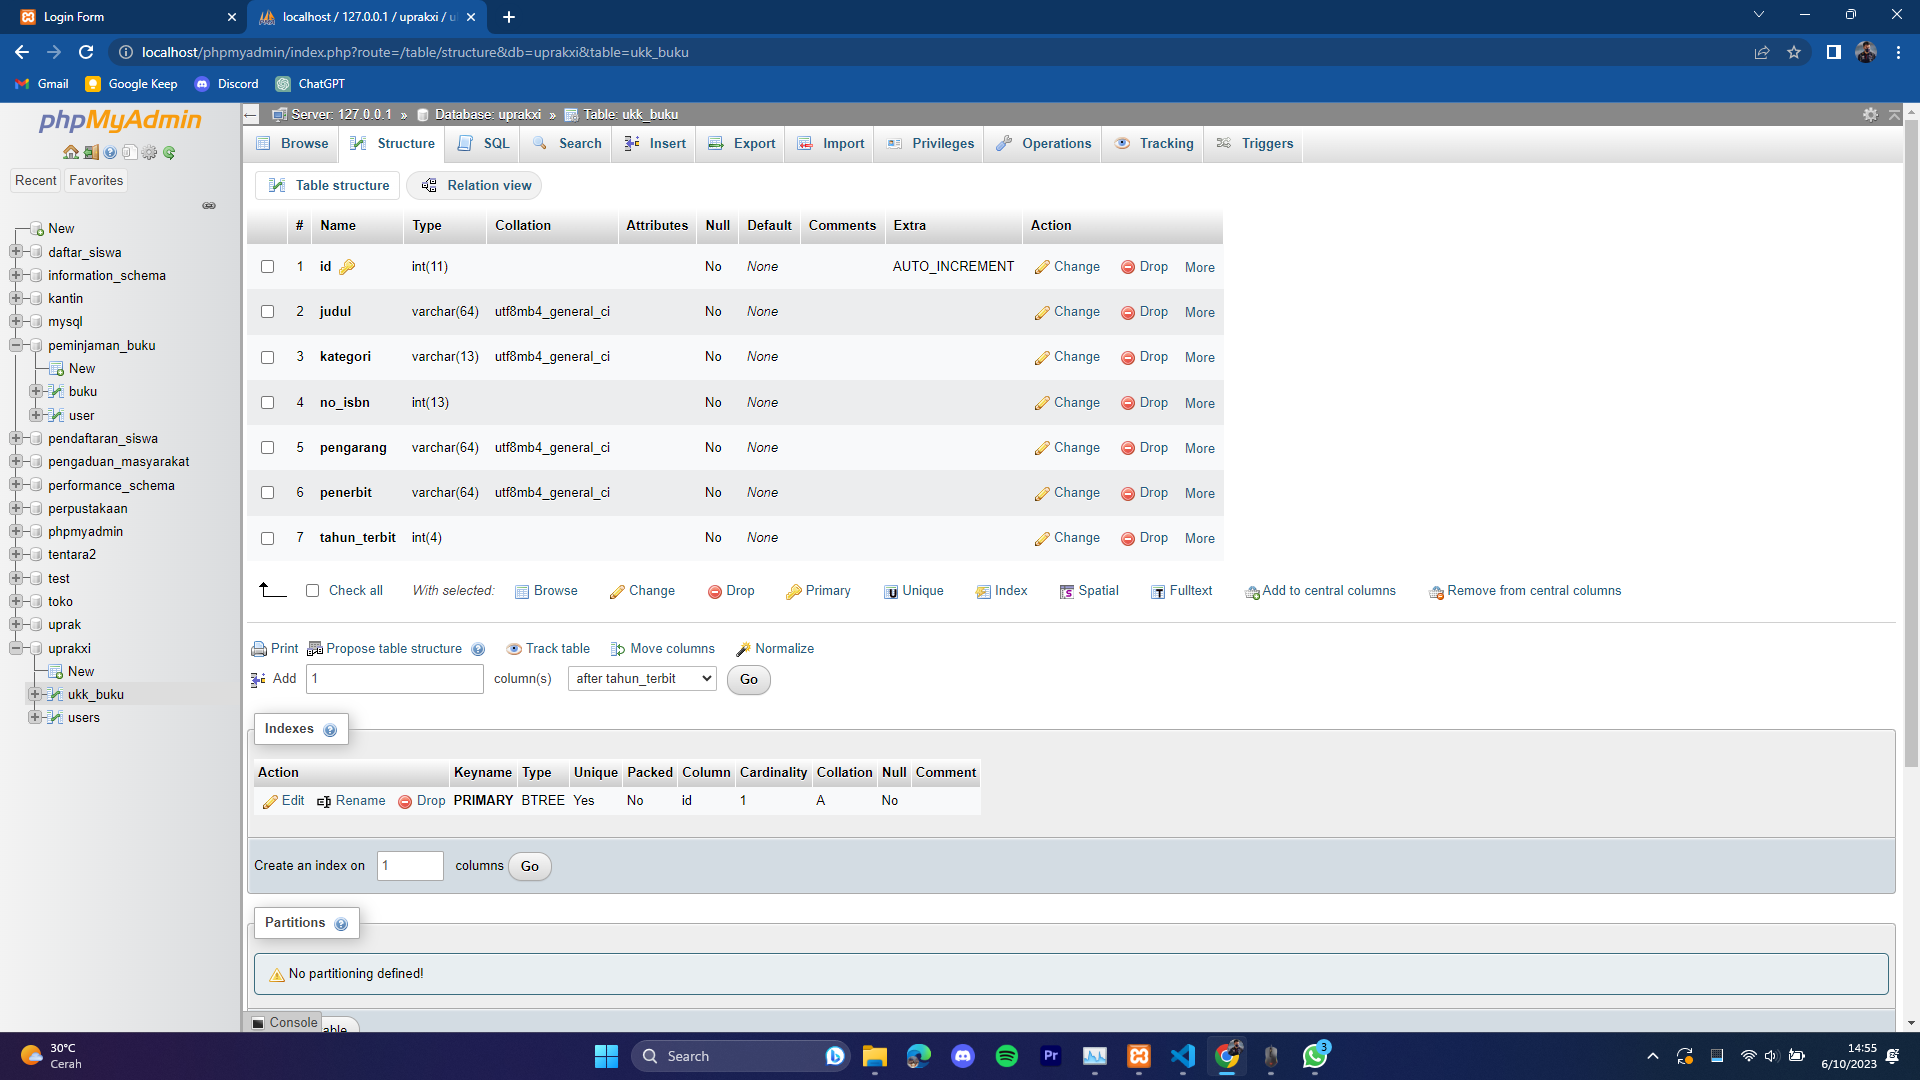 Login Form
localhost / 127.0.0.1 / uprakxi / u
localhost/phpmyadmin/index.php?route=/table/structure&db=uprakxi&table=ukk_buku
Gmail Google Keep Discord ChatGPT
phpMyAdmin
Recent Favorites
New
daftar_siswa
information_schema
kantin
mysql
peminjaman_buku
New
buku
user
pendaftaran_siswa
pengaduan_masyarakat
performance_schema
perpustakaan
phpmyadmin
tentara2
test
toko
uprak
uprakxi
New
ukk_buku
users
Server: 127.0.0.1 » Database: uprakxi » Table: ukk_buku
Browse Structure SQL Search Insert Export Import Privileges Operations Tracking Triggers
Table structure Relation view
# Name Type Collation Attributes Null Default Comments Extra Action
1 id int(11) No None AUTO_INCREMENT Change Drop More
2 judul varchar(64) utf8mb4_general_ci No None Change Drop More
3 kategori varchar(13) utf8mb4_general_ci No None Change Drop More
4 no_isbn int(13) No None Change Drop More
5 pengarang varchar(64) utf8mb4_general_ci No None Change Drop More
6 penerbit varchar(64) utf8mb4_general_ci No None Change Drop More
7 tahun_terbit int(4) No None Change Drop More
Check all With selected: Browse Change Drop Primary Unique Index Spatial Fulltext Add to central columns Remove from central columns
Print Propose table structure Track table Move columns Normalize
Add 1 column(s) after tahun_terbit Go
Indexes
Action Keyname Type Unique Packed Column Cardinality Collation Null Comment
Edit Rename Drop PRIMARY BTREE Yes No id 1 A No
Create an index on 1 columns Go
Partitions
No partitioning defined!
Console
30°C
Cerah
Search
Pr
3
14:55
6/10/2023